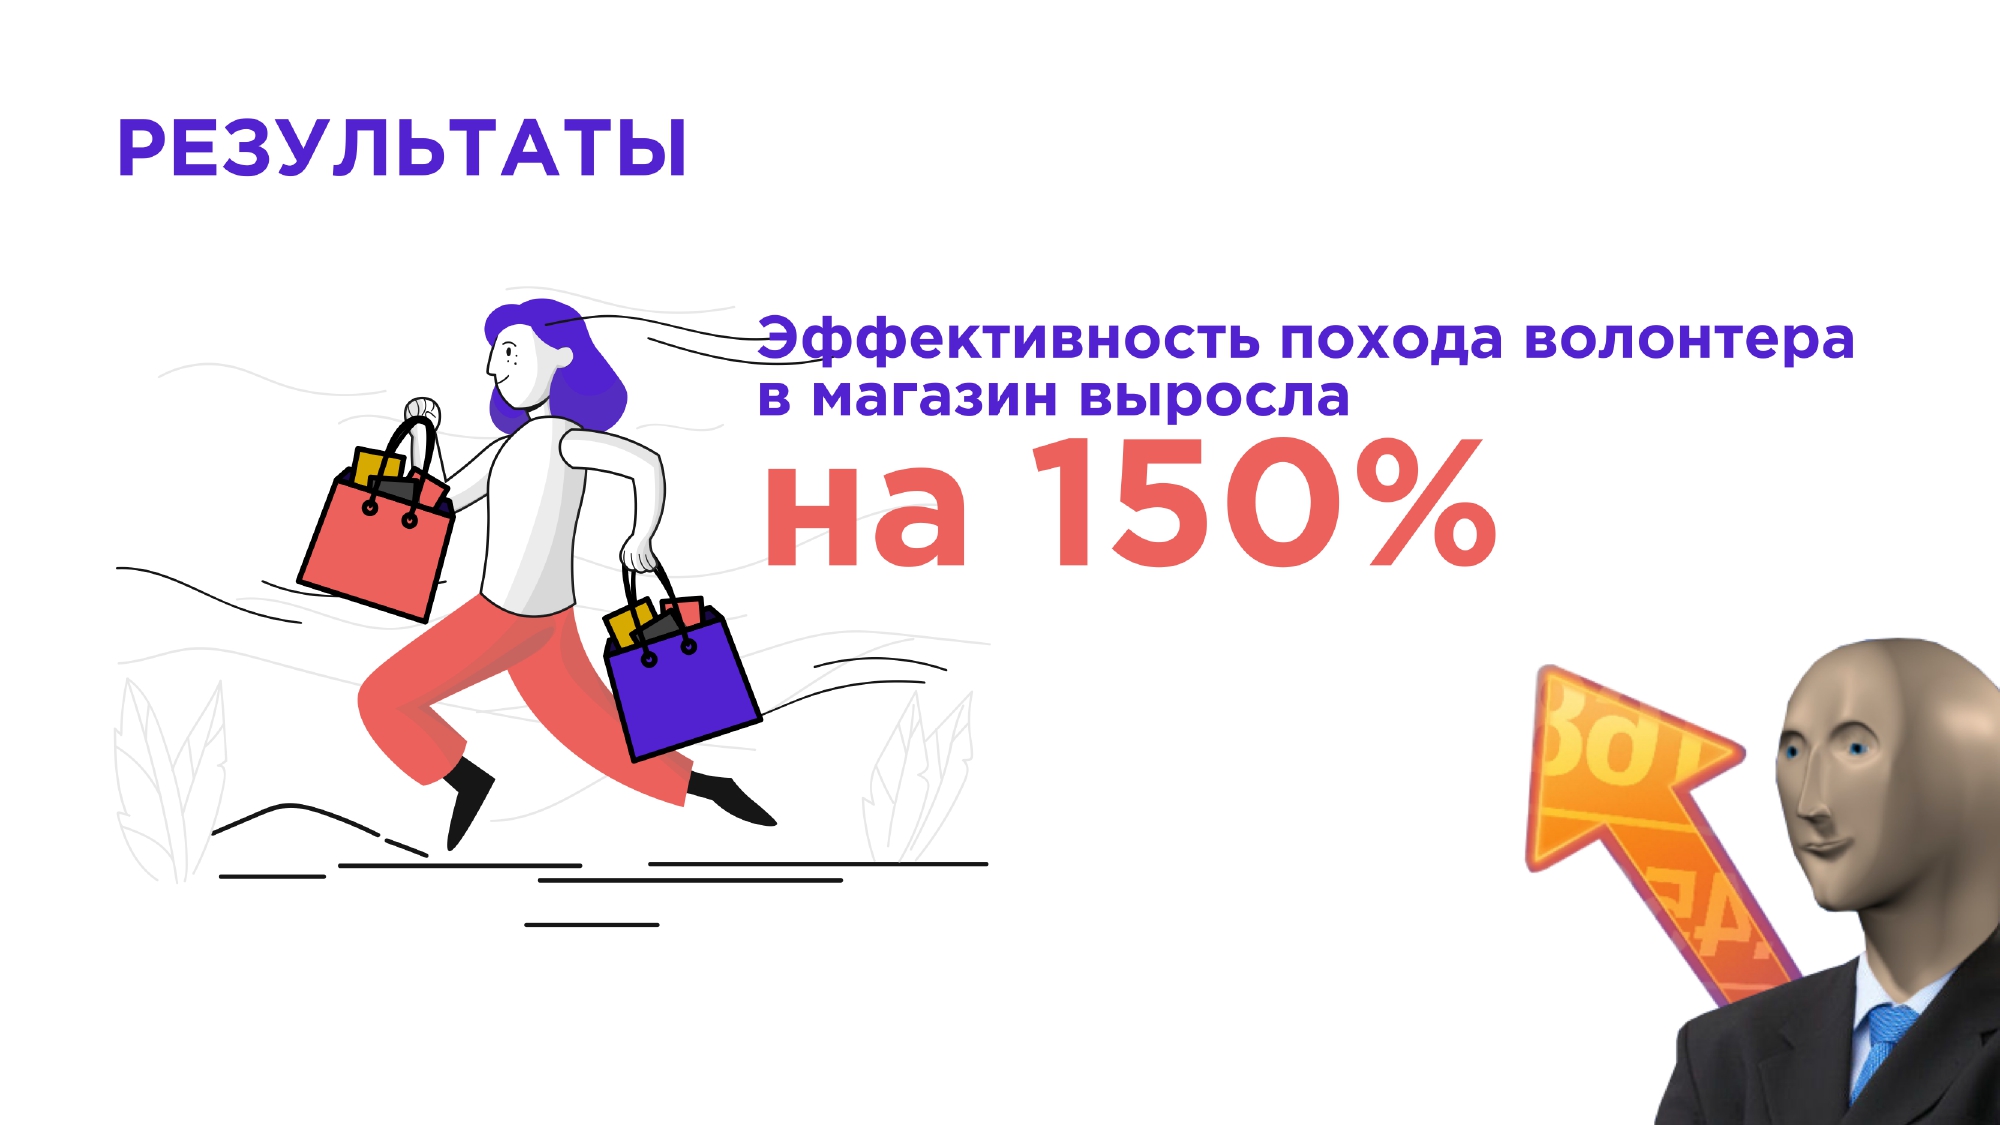 РЕЗУЛЬТАТЫ
Эффективность похода волонтера
в магазин выросла
на 150%